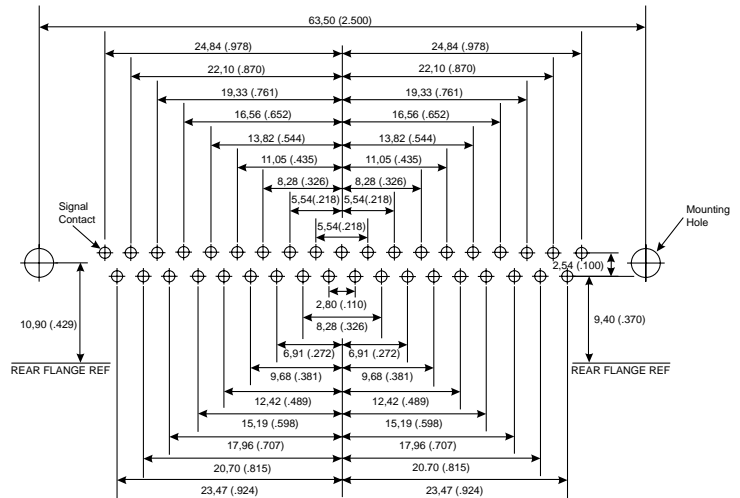 63,50 (2.500)
24,84 (.978) 24,84 (.978)
22,10 (.870) 22,10 (.870)
19,33 (.761) 19,33 (.761)
16,56 (.652) 16,56 (.652)
13,82 (.544) 13,82 (.544)
11,05 (.435) 11,05 (.435)
8,28 (.326) 8,28 (.326)
5,54(.218) 5,54(.218)
5,54(.218)
Signal
Contact
Mounting
Hole
2,54 (.100)
2,80 (.110)
10,90 (.429)
9,40 (.370)
8,28 (.326)
6,91 (.272) 6,91 (.272)
REAR FLANGE REF REAR FLANGE REF
9,68 (.381) 9,68 (.381)
12,42 (.489) 12,42 (.489)
15,19 (.598) 15,19 (.598)
17,96 (.707) 17,96 (.707)
20,70 (.815) 20.70 (.815)
23,47 (.924) 23,47 (.924)